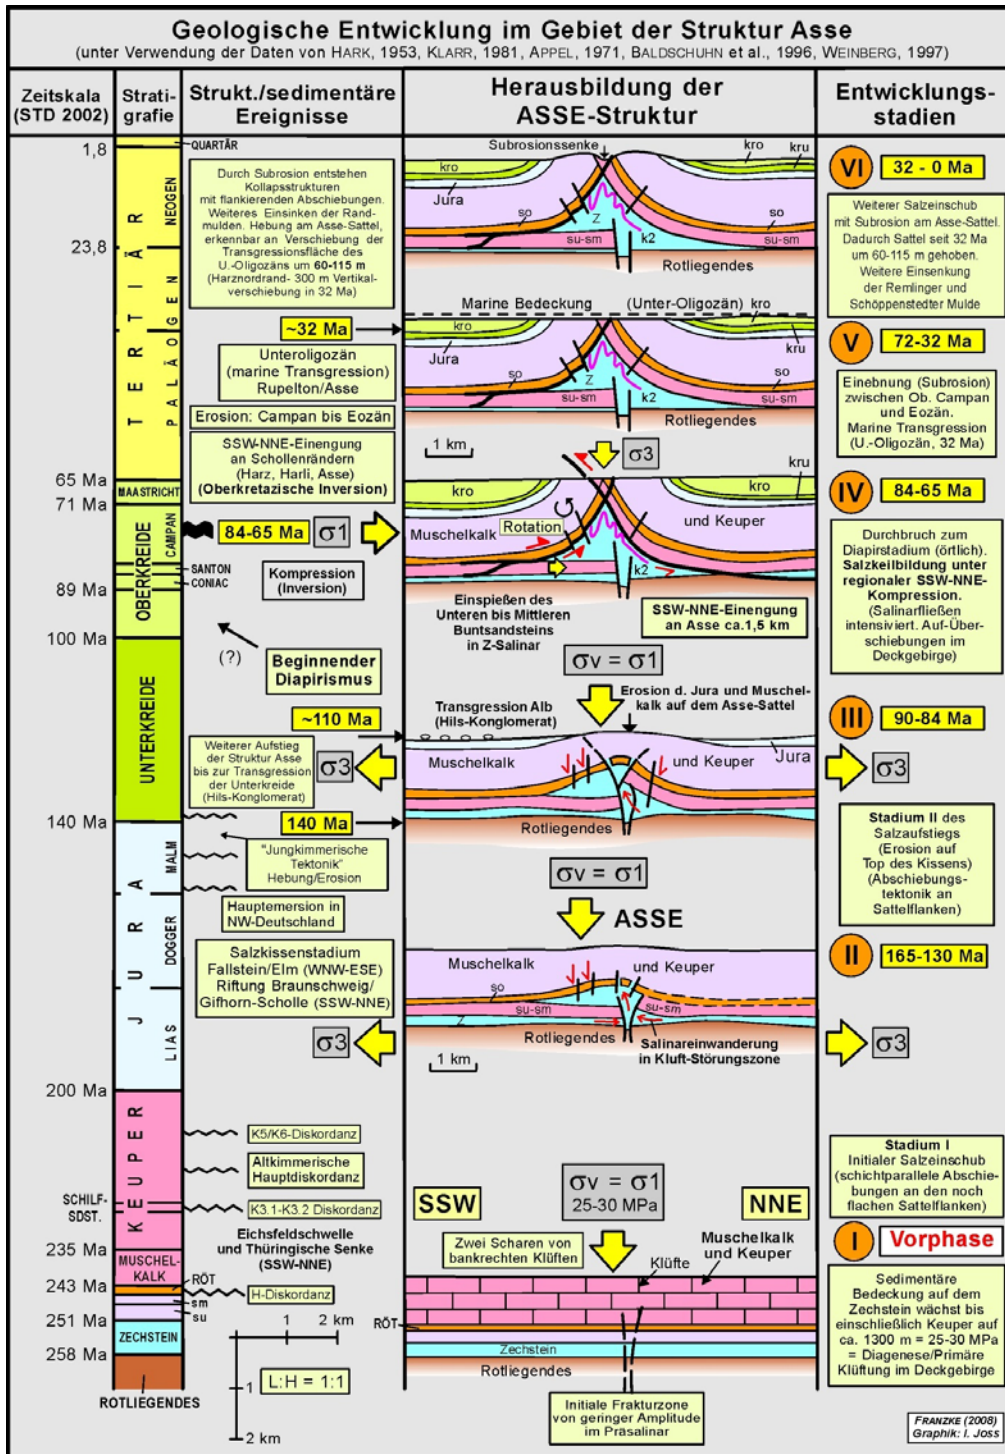 Geologische Entwicklung im Gebiet der Struktur Asse
(unter Verwendung der Daten von HARK, 1953, KLARR, 1981, APPEL, 1971, BALDSCHUHN et al., 1996, WEINBERG, 1997)
Zeitskala
(STD 2002)
Strati-
grafie
Strukt./sedimentäre
Ereignisse
Herausbildung der
ASSE-Struktur
Entwicklungs-
stadien
1,8
23,8
65 Ma
71 Ma
89 Ma
100 Ma
140 Ma
200 Ma
235 Ma
243 Ma
251 Ma
258 Ma
QUARTÄR
TERTIÄR
NEOGEN
PALÄOGEN
MAASTRICHT
OBERKREIDE
CAMPAN
SANTON
CONIAC
UNTERKREIDE
JURA
MALM
DOGGER
LIAS
KEUPER
SCHILF-
SDST.
MUSCHEL-
KALK
RÖT
sm
su
ZECHSTEIN
ROTLIEGENDES
Durch Subrosion entstehen
Kollapsstrukturen
mit flankierenden Abschiebungen.
Weiteres Einsinken der Rand-
mulden. Hebung am Asse-Sattel,
erkennbar an Verschiebung der
Transgressionsfläche des
U.-Oligozäns um 60-115 m
(Harznordrand- 300 m Vertikal-
verschiebung in 32 Ma)
~32 Ma
Unteroligozän
(marine Transgression)
Rupelton/Asse
Erosion: Campan bis Eozän
SSW-NNE-Einengung
an Schollenrändern
(Harz, Harli, Asse)
(Oberkretazische Inversion)
84-65 Ma
σ1
Kompression
(Inversion)
(?)
Beginnender
Diapirismus
~110 Ma
Weiterer Aufstieg
der Struktur Asse
bis zur Transgression
der Unterkreide
(Hils-Konglomerat)
σ3
140 Ma
"Jungkimmerische
Tektonik"
Hebung/Erosion
Hauptemersion in
NW-Deutschland
Salzkissenstadium
Fallstein/Elm (WNW-ESE)
Riftung Braunschweig/
Gifhorn-Scholle (SSW-NNE)
σ3
K5/K6-Diskordanz
Altkimmerische
Hauptdiskordanz
K3.1-K3.2 Diskordanz
Eichsfeldschwelle
und Thüringische Senke
(SSW-NNE)
H-Diskordanz
1 2 km
L:H = 1:1
1
2 km
Subrosionssenke
kro
kro
kru
Jura
so
Z
k2
so
su-sm
su-sm
Rotliegendes
Marine Bedeckung (Unter-Oligozän)
kro
kro
kru
Jura
so
Z
k2
so
su-sm
su-sm
Rotliegendes
1 km
σ3
kru
kro
kro
Muschelkalk
Rotation
und Keuper
k2
Einspießen des
Unteren bis Mittleren
Buntsandsteins
in Z-Salinar
SSW-NNE-Einengung
an Asse ca.1,5 km
σv = σ1
Transgression Alb
(Hils-Konglomerat)
Erosion d. Jura und Muschel-
kalk auf dem Asse-Sattel
Muschelkalk
und Keuper
Jura
Rotliegendes
σv = σ1
ASSE
Muschelkalk
und Keuper
so
su-sm
su-sm
Z
Rotliegendes
Salinareinwanderung
in Kluft-Störungszone
1 km
SSW
σv = σ1
25-30 MPa
NNE
Zwei Scharen von
bankrechten Klüften
Klüfte
Muschelkalk
und Keuper
RÖT
Zechstein
Rotliegendes
Initiale Frakturzone
von geringer Amplitude
im Präsalinar
VI
32 - 0 Ma
Weiterer Salzeinschub
mit Subrosion am Asse-Sattel.
Dadurch Sattel seit 32 Ma
um 60-115 m gehoben.
Weitere Einsenkung
der Remlinger und
Schöppenstedter Mulde
V
72-32 Ma
Einebnung (Subrosion)
zwischen Ob. Campan
und Eozän.
Marine Transgression
(U.-Oligozän, 32 Ma)
IV
84-65 Ma
Durchbruch zum
Diapirstadium (örtlich).
Salzkeilbildung unter
regionaler SSW-NNE-
Kompression.
(Salinarfließen
intensiviert. Auf-Über-
schiebungen im
Deckgebirge)
III
90-84 Ma
σ3
Stadium II des
Salzaufstiegs
(Erosion auf
Top des Kissens)
(Abschiebungs-
tektonik an
Sattelflanken)
II
165-130 Ma
σ3
Stadium I
Initialer Salzeinschub
(schichtparallele Abschie-
bungen an den noch
flachen Sattelflanken)
I
Vorphase
Sedimentäre
Bedeckung auf dem
Zechstein wächst bis
einschließlich Keuper auf
ca. 1300 m = 25-30 MPa
= Diagenese/Primäre
Klüftung im Deckgebirge
FRANZKE (2008)
Graphik: I. Joss